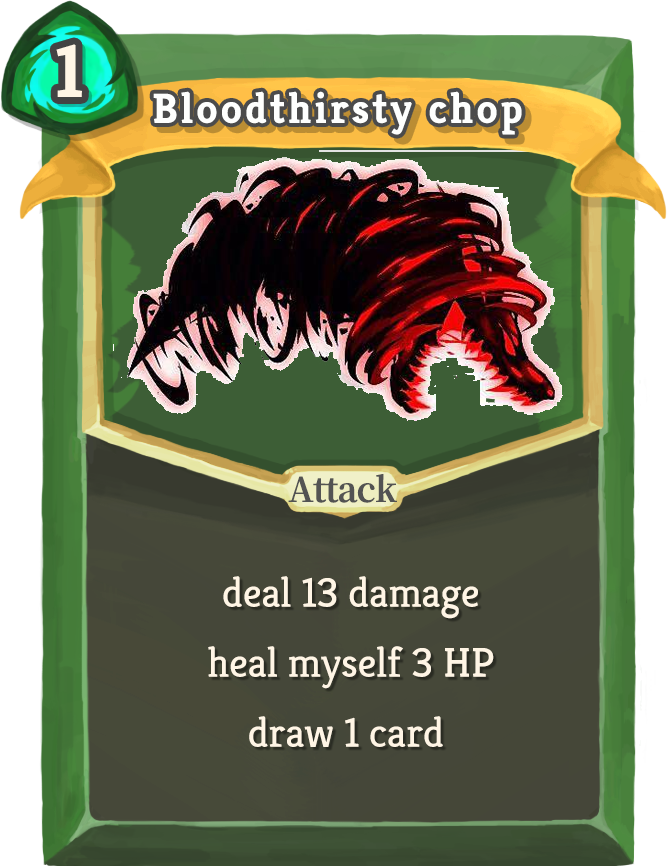 1
Bloodthirsty chop
Attack
deal 13 damage
heal myself 3 HP
draw 1 card